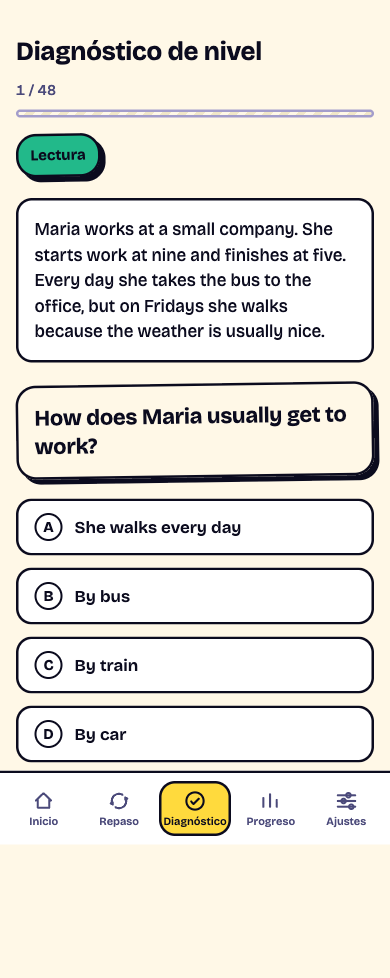 Diagnóstico de nivel
1 / 48
Lectura
Maria works at a small company. She
starts work at nine and finishes at five.
Every day she takes the bus to the
office, but on Fridays she walks
because the weather is usually nice.
How does Maria usually get to
work?
A She walks every day
B By bus
C By train
D By car
Inicio Repaso Diagnóstico Progreso Ajustes